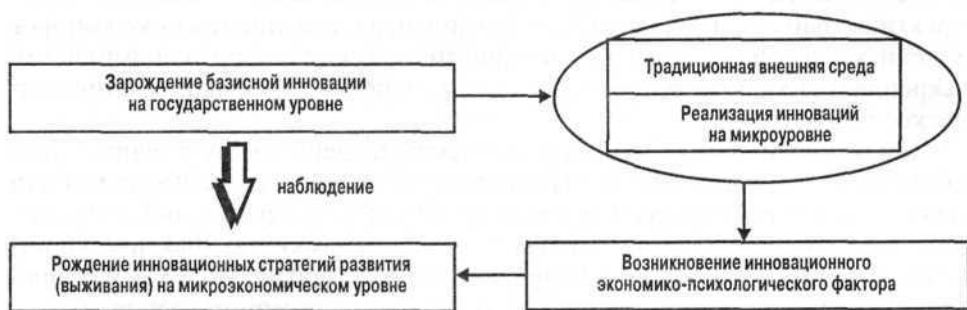 Зарождение базисной инновации
на государственном уровне
Традиционная внешняя среда
Реализация инноваций
на микроуровне
наблюдение
Рождение инновационных стратегий развития
(выживания) на микроэкономическом уровне
Возникновение инновационного
экономико-психологического фактора